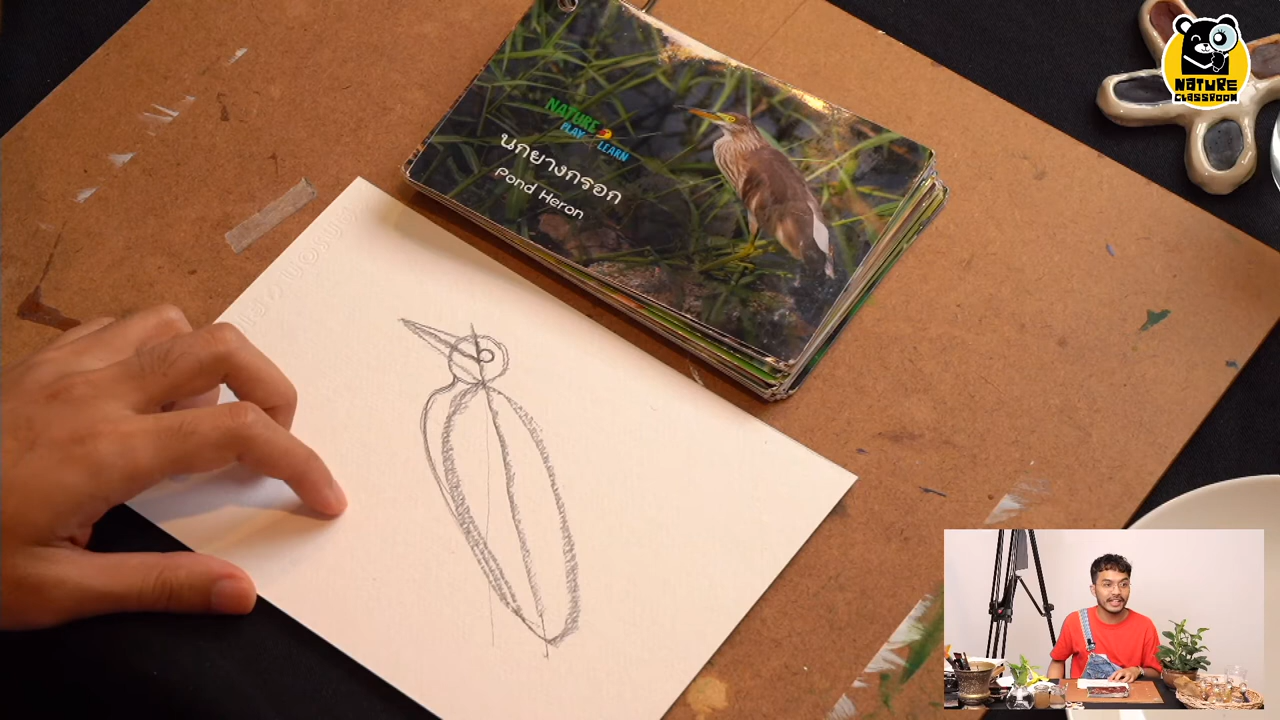 NATURE
PLAY LEARN
นกยางกรอก
Pond Heron
NATURE
CLASSROOM